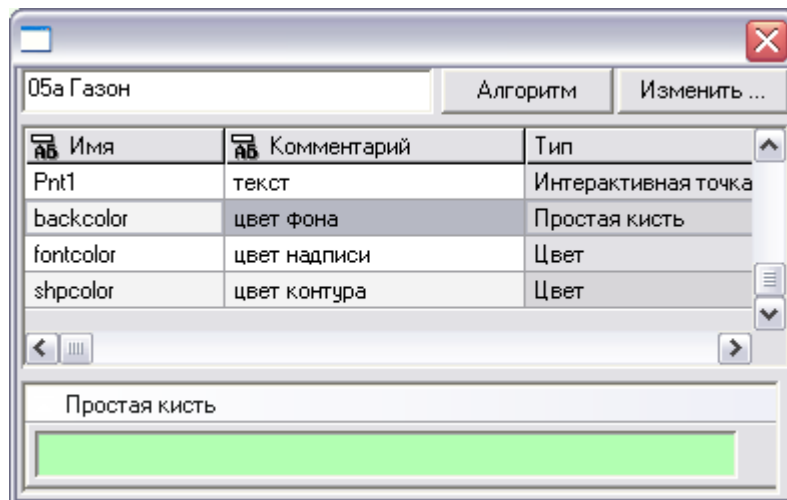 05а Газон
Алгоритм
Изменить ...
Имя Комментарий Тип
Pnt1 текст Интерактивная точка
backcolor цвет фона Простая кисть
fontcolor цвет надписи Цвет
shpcolor цвет контура Цвет
Простая кисть